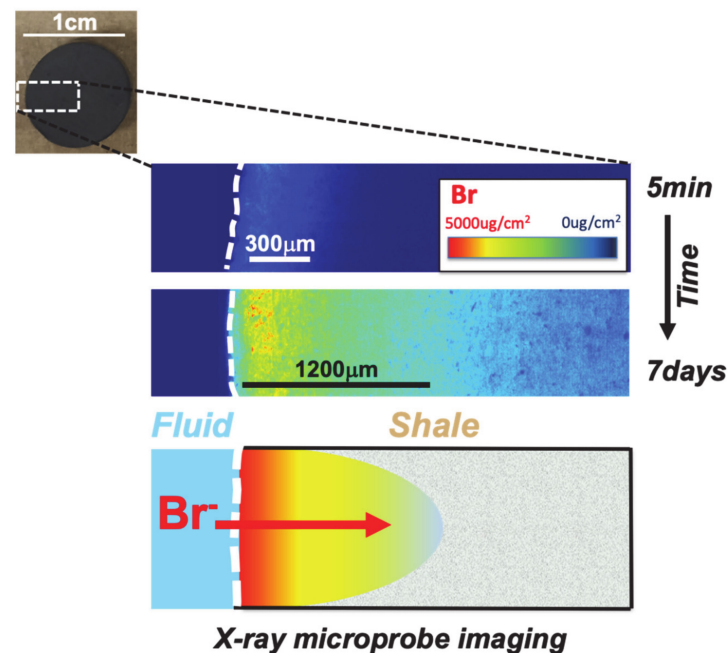 1cm
Br
5000ug/cm² 0ug/cm²
300μm
5min
Time
1200μm
7days
Fluid Shale
Br⁻
X-ray microprobe imaging